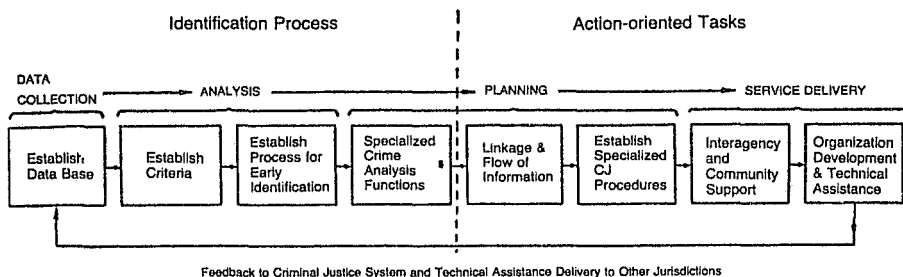 Identification Process
Action-oriented Tasks
DATA
COLLECTION
ANALYSIS
PLANNING
SERVICE DELIVERY
Establish
Data Base
Establish
Criteria
Establish
Process for
Early
Identification
Specialized
Crime
Analysis
Functions
Linkage &
Flow of
Information
Establish
Specialized
CJ
Procedures
Interagency
and
Community
Support
Organization
Development
& Technical
Assistance
Feedback to Criminal Justice System and Technical Assistance Delivery to Other Jurisdictions